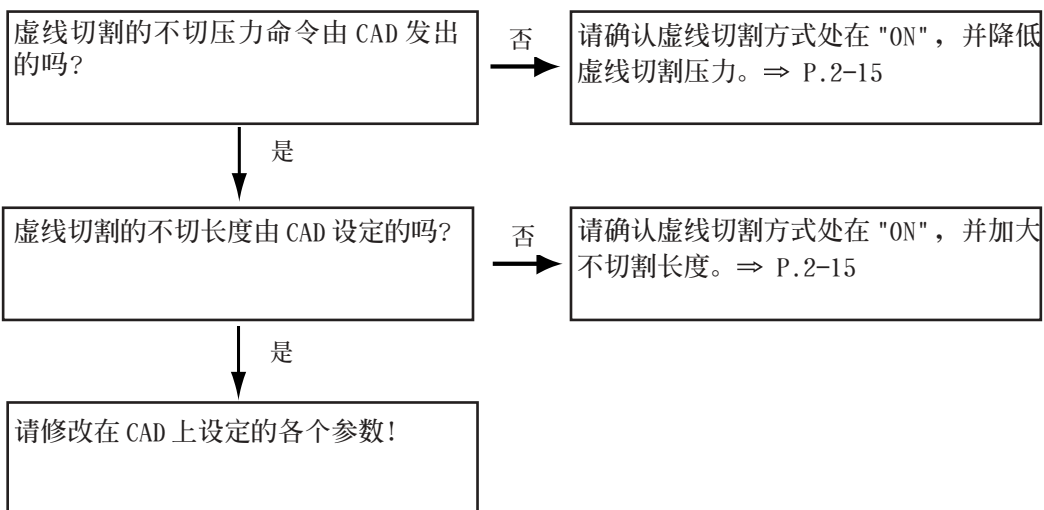 虚线切割的不切压力命令由 CAD 发出
的吗?
否
请确认虚线切割方式处在 "ON", 并降低
虚线切割压力。⇒ P.2-15
是
虚线切割的不切长度由 CAD 设定的吗?
否
请确认虚线切割方式处在 "ON", 并加大
不切割长度。⇒ P.2-15
是
请修改在 CAD 上设定的各个参数!